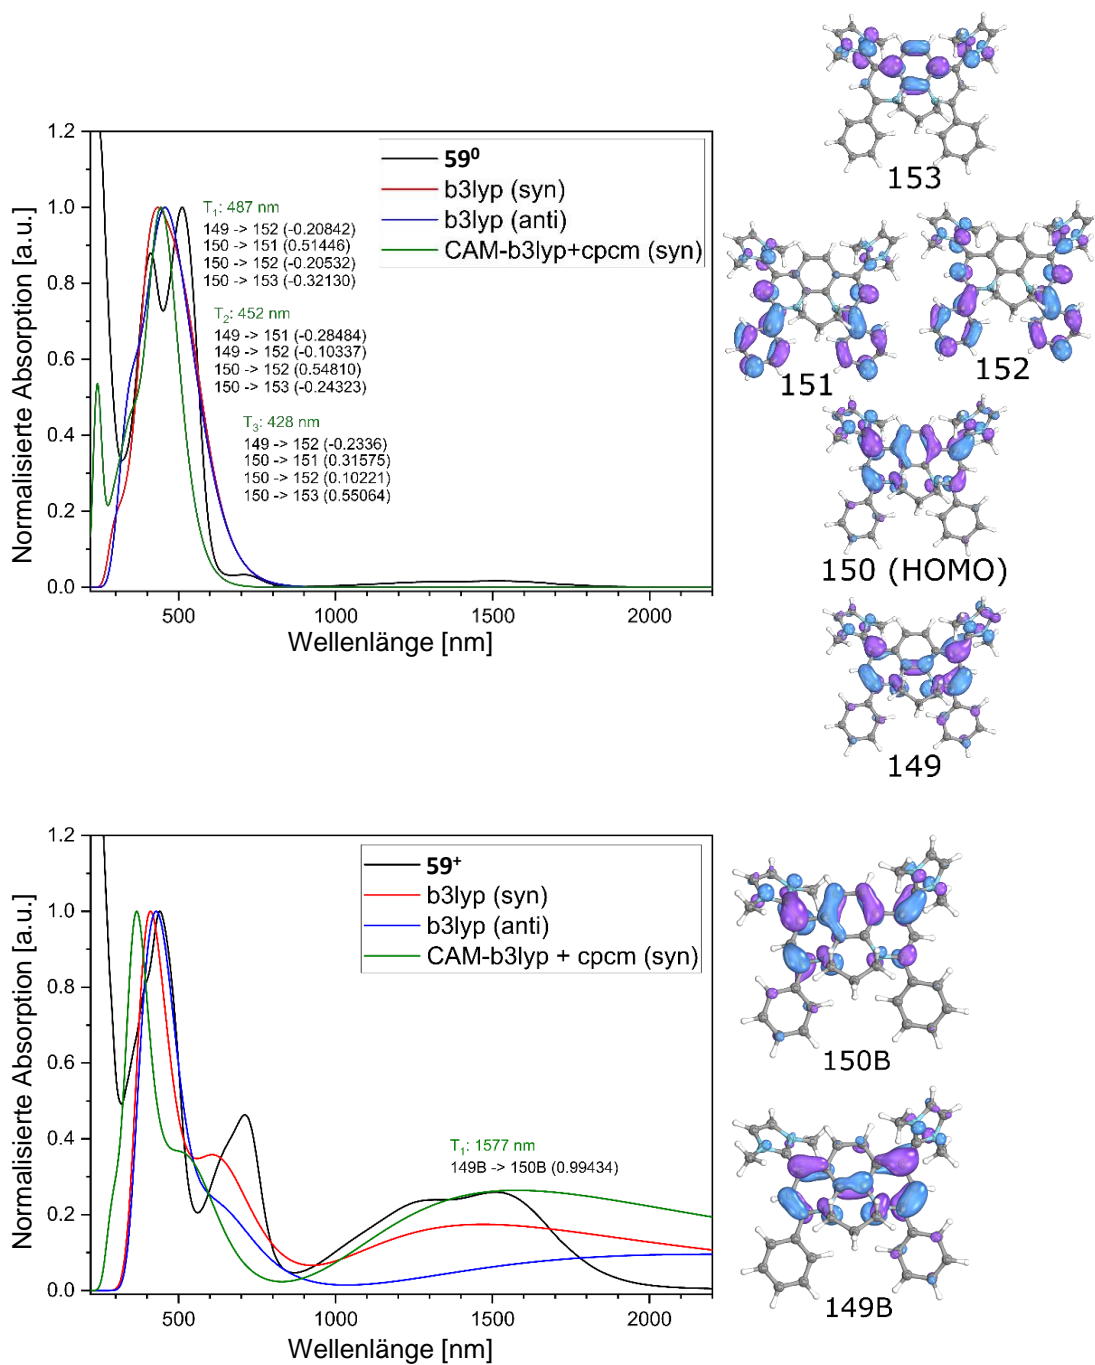 153
1.2
1.0
0.8
0.6
0.4
0.2
0.0
Normalisierte Absorption [a.u.]
59⁰
b3lyp (syn)
b3lyp (anti)
CAM-b3lyp+cpcm (syn)
T₁: 487 nm
149 -> 152 (-0.20842)
150 -> 151 (0.51446)
150 -> 152 (-0.20532)
150 -> 153 (-0.32130)
T₂: 452 nm
149 -> 151 (-0.28484)
149 -> 152 (-0.10337)
150 -> 152 (0.54810)
150 -> 153 (-0.24323)
T₃: 428 nm
149 -> 152 (-0.2336)
150 -> 151 (0.31575)
150 -> 152 (0.10221)
150 -> 153 (0.55064)
500 1000 1500 2000
Wellenlänge [nm]
151 152
150 (HOMO)
149
1.2
1.0
0.8
0.6
0.4
0.2
0.0
Normalisierte Absorption [a.u.]
59⁺
b3lyp (syn)
b3lyp (anti)
CAM-b3lyp + cpcm (syn)
T₁: 1577 nm
149B -> 150B (0.99434)
500 1000 1500 2000
Wellenlänge [nm]
150B
149B